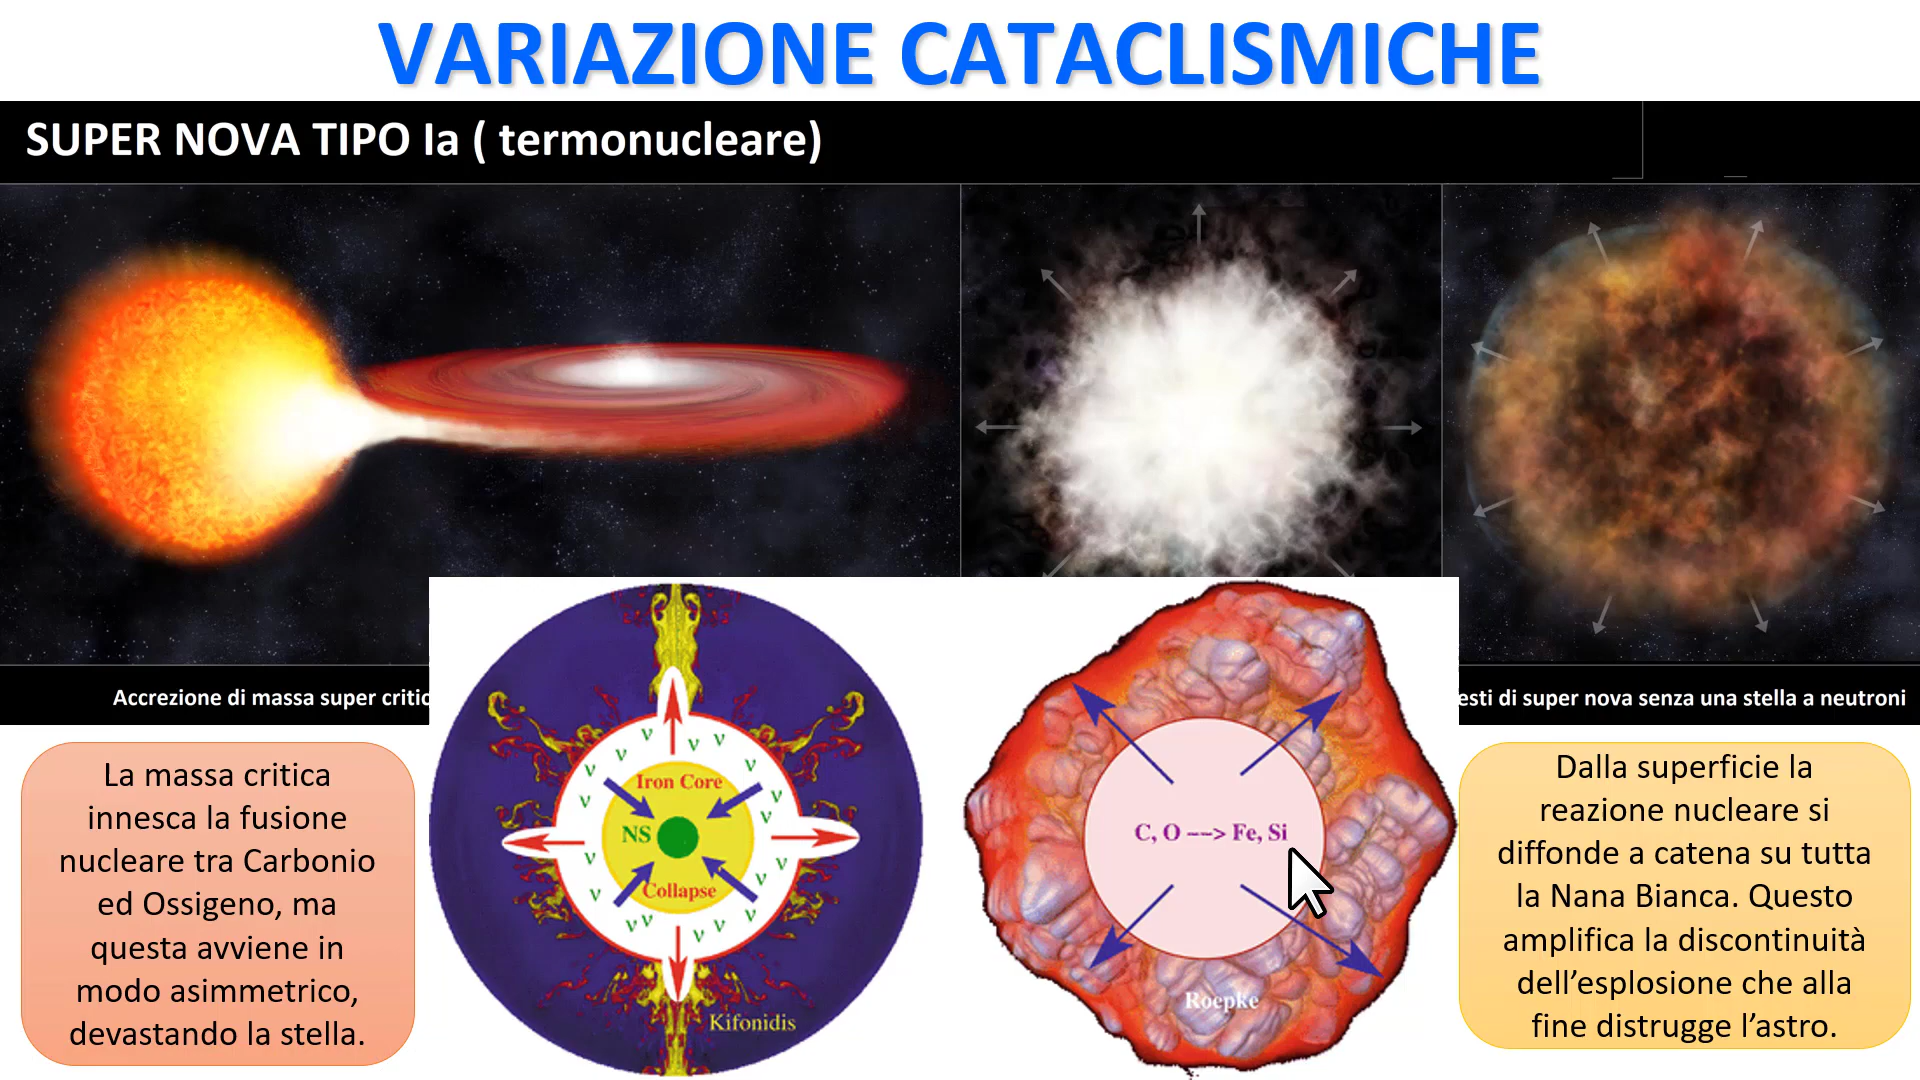 VARIAZIONE CATACLISMICHE
SUPER NOVA TIPO Ia ( termonucleare)
Accrezione di massa super critic
esti di super nova senza una stella a neutroni
La massa critica
innesca la fusione
nucleare tra Carbonio
ed Ossigeno, ma
questa avviene in
modo asimmetrico,
devastando la stella.
ν ν ν ν
ν ν
ν ν
Iron Core
NS
ν ν
ν ν
Collapse
ν ν
ν ν ν ν
Kifonidis
C, O --> Fe, Si
Roepke
Dalla superficie la
reazione nucleare si
diffonde a catena su tutta
la Nana Bianca. Questo
amplifica la discontinuità
dell’esplosione che alla
fine distrugge l’astro.